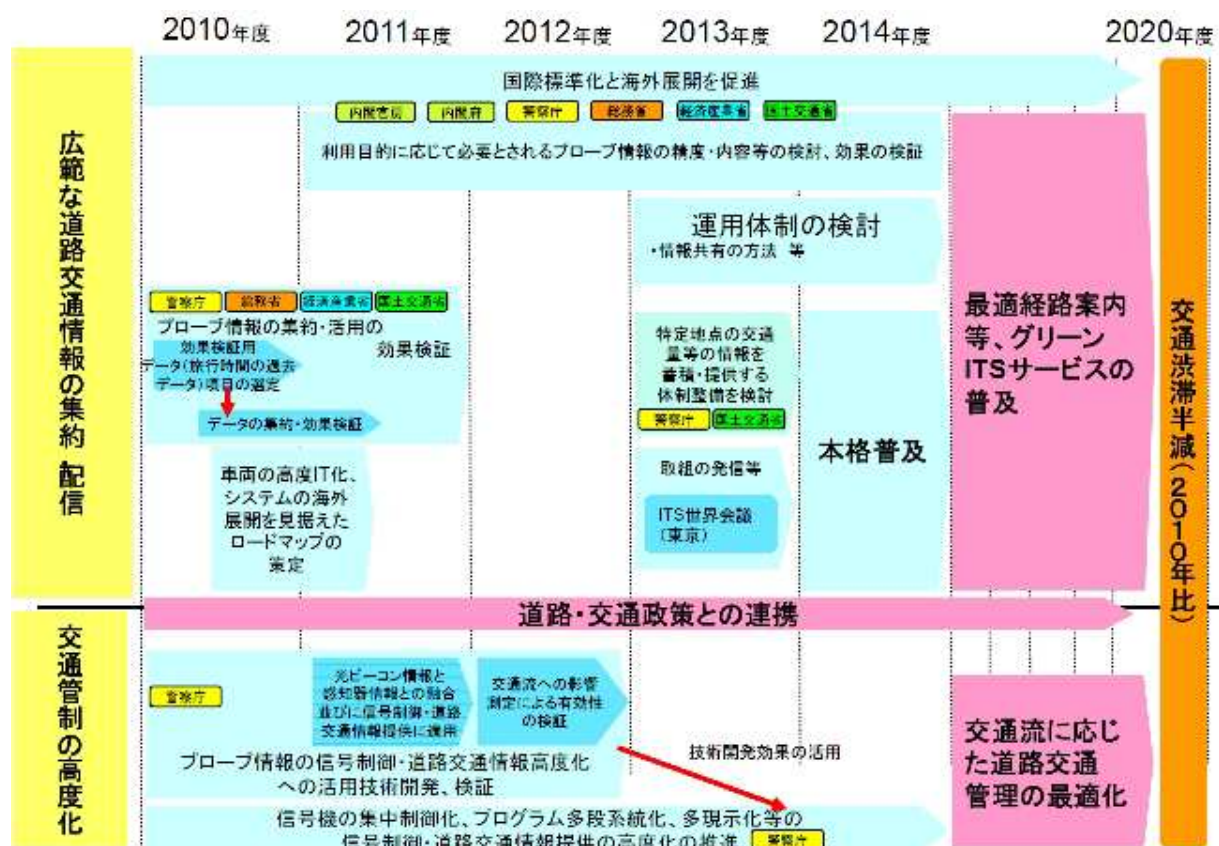 2010年度
2011年度
2012年度
2013年度
2014年度
2020年度
国際標準化と海外展開を促進
内閣官房
内閣府
警察庁
総務省
経済産業省
国土交通省
利用目的に応じて必要とされるプローブ情報の精度・内容等の検討、効果の検証
広範な道路交通情報の集約・配信
運用体制の検討
・情報共有の方法 等
警察庁
総務省
経済産業省
国土交通省
プローブ情報の集約・活用の
効果検証
効果検証用
データ(旅行時間の過去
データ)項目の選定
データの集約・効果検証
車両の高度IT化、
システムの海外
展開を見据えた
ロードマップの
策定
特定地点の交通
量等の情報を
蓄積・提供する
体制整備を検討
警察庁
国土交通省
取組の発信等
ITS世界会議
(東京)
本格普及
最適経路案内
等、グリーン
ITSサービスの
普及
交通渋滞半減(2010年比)
道路・交通政策との連携
交通管制の高度化
警察庁
光ビーコン情報と
感知器情報との融合
並びに信号制御・道路
交通情報提供に適用
交通流への影響
測定による有効性
の検証
プローブ情報の信号制御・道路交通情報高度化
への活用技術開発、検証
技術開発効果の活用
信号機の集中制御化、プログラム多段系統化、多現示化等の
信号制御・道路交通情報提供の高度化の推進
警察庁
交通流に応じ
た道路交通
管理の最適化